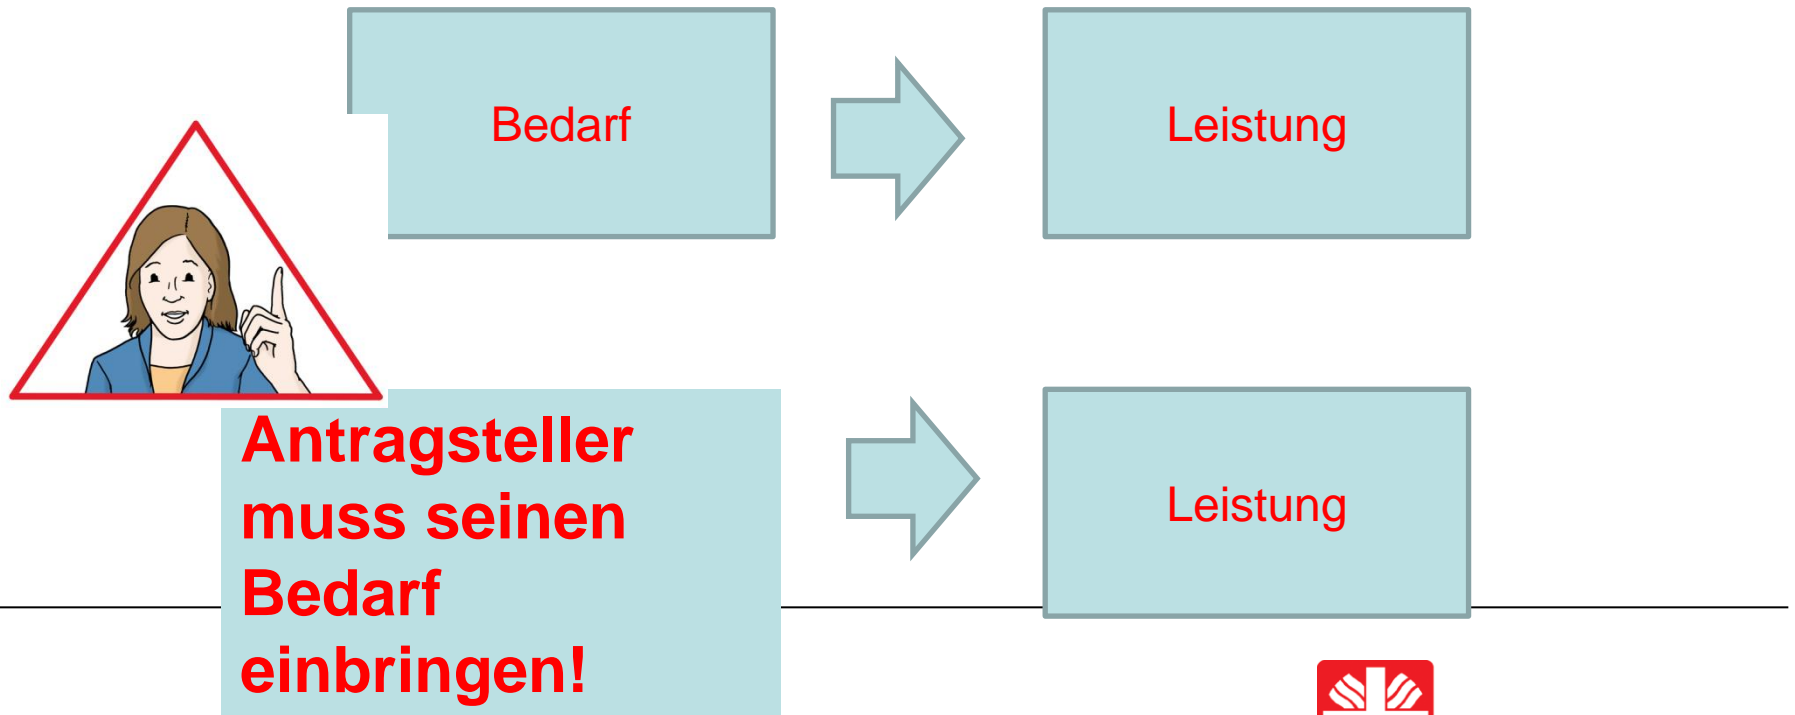 Bedarf
Leistung
Antragsteller
muss seinen
Bedarf
einbringen!
Leistung